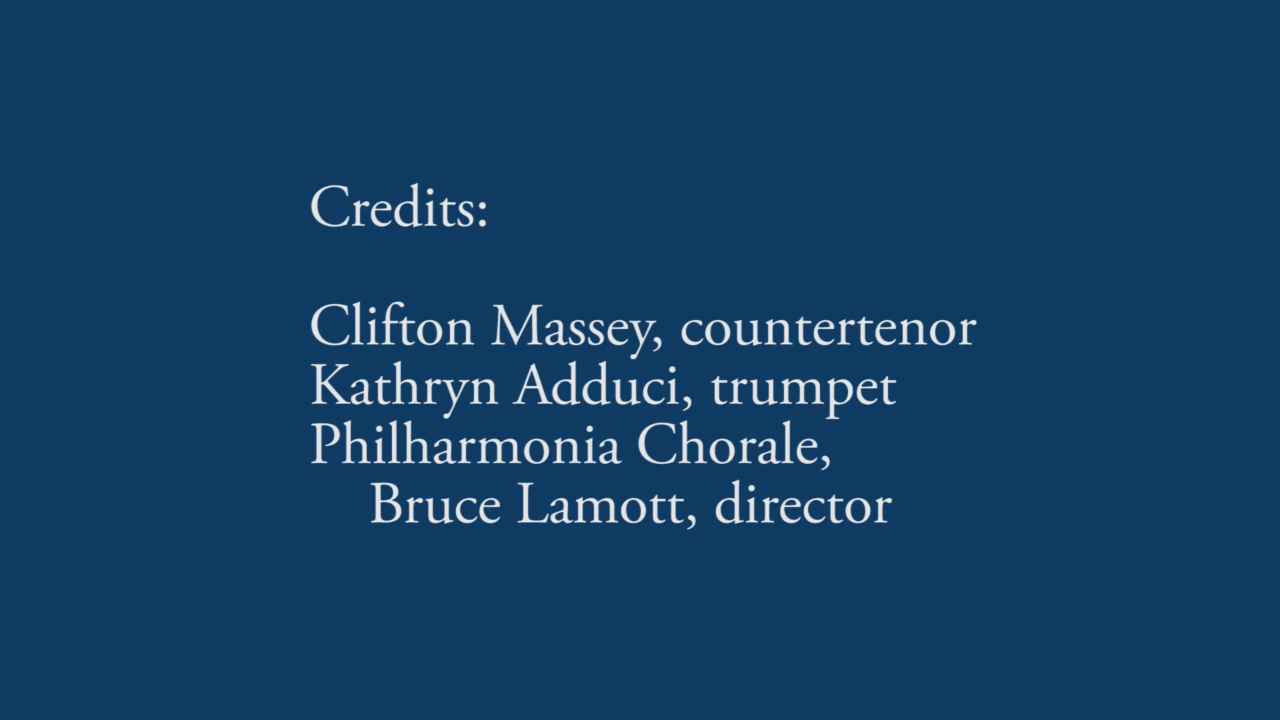 Credits:
Clifton Massey, countertenor
Kathryn Adduci, trumpet
Philharmonia Chorale,
Bruce Lamott, director